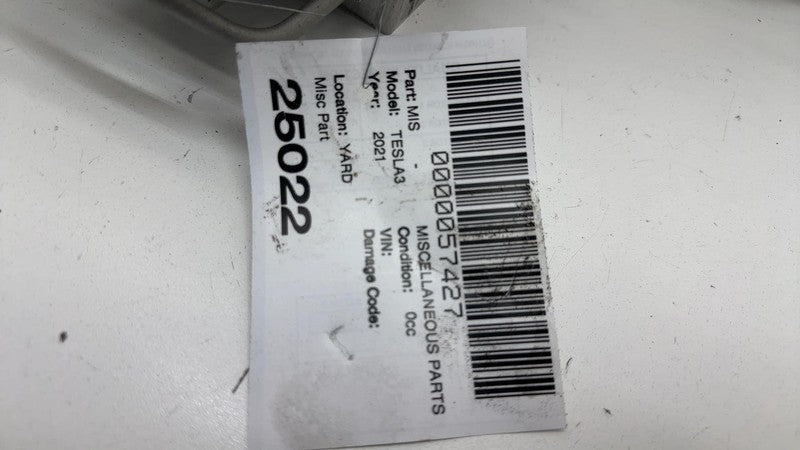 0000057427
Part: MIS - MISCELLANEOUS PARTS
Model: TESLA3 Condition: 0cc
Year: 2021 VIN:
Damage Code:
Location: YARD
Misc Part
25022